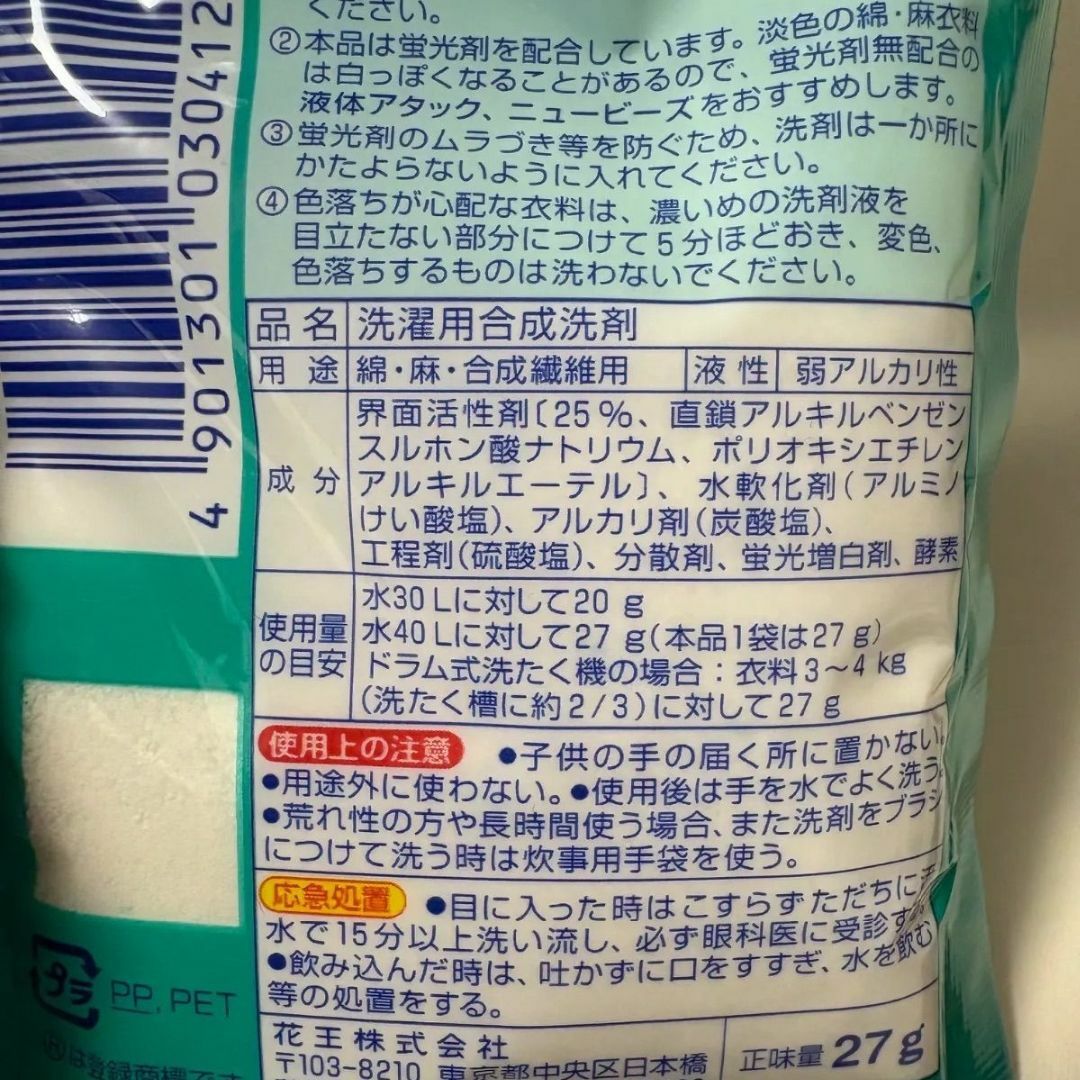 ください。
②本品は蛍光剤を配合しています。淡色の綿・麻衣料
は白っぽくなることがあるので、蛍光剤無配合の
液体アタック、ニュービーズをおすすめします。
③蛍光剤のムラづき等を防ぐため、洗剤は一か所に
かたよらないように入れてください。
④色落ちが心配な衣料は、濃いめの洗剤液を
目立たない部分につけて5分ほどおき、変色、
色落ちするものは洗わないでください。
4 901301 030412
品名 洗濯用合成洗剤
用途 綿・麻・合成繊維用 液性 弱アルカリ性
成分 界面活性剤〔25%、直鎖アルキルベンゼン
スルホン酸ナトリウム、ポリオキシエチレン
アルキルエーテル〕、水軟化剤(アルミノ
けい酸塩)、アルカリ剤(炭酸塩)、
工程剤(硫酸塩)、分散剤、蛍光増白剤、酵素
使用量の目安 水30Lに対して20g
水40Lに対して27g(本品1袋は27g)
ドラム式洗たく機の場合:衣料3~4kg
(洗たく槽に約2/3)に対して27g
使用上の注意 ●子供の手の届く所に置かない。
●用途外に使わない。●使用後は手を水でよく洗う。
●荒れ性の方や長時間使う場合、また洗剤をブラシ
につけて洗う時は炊事用手袋を使う。
応急処置 ●目に入った時はこすらずただちに流
水で15分以上洗い流し、必ず眼科医に受診する。
●飲み込んだ時は、吐かずに口をすすぎ、水を飲む
等の処置をする。
花王株式会社
〒103-8210 東京都中央区日本橋
正味量 27g
プラ PP, PET
Ⓡは登録商標です